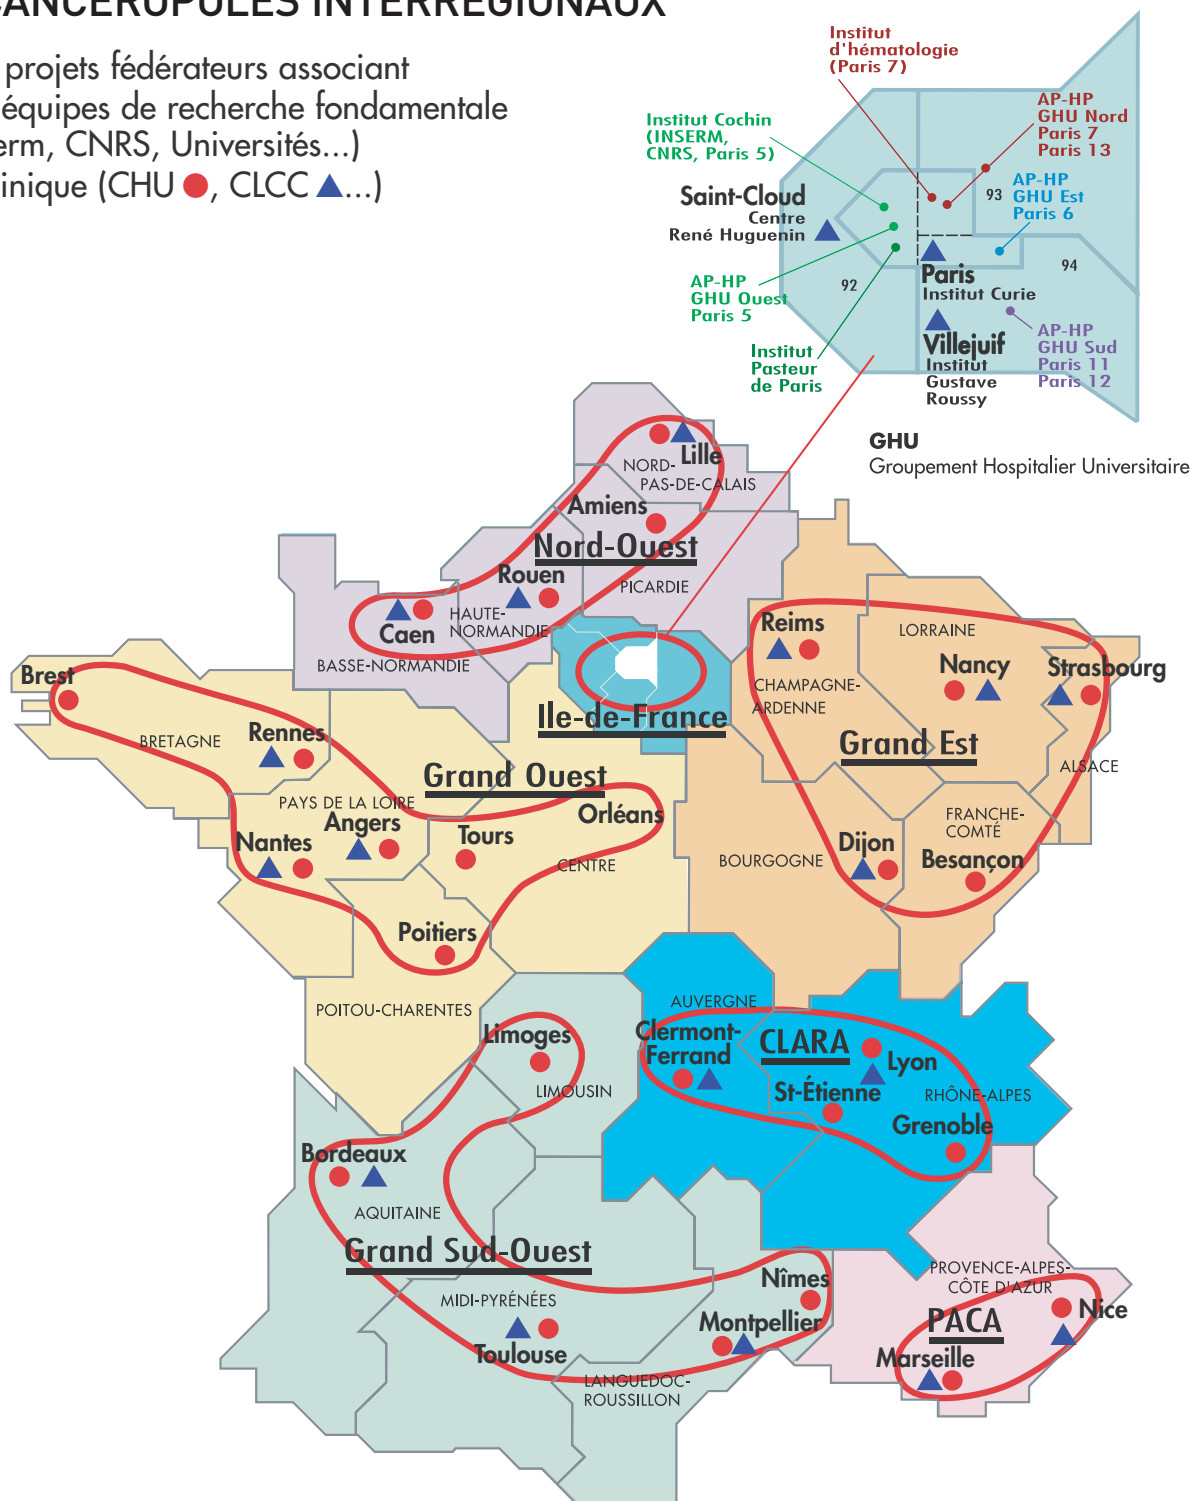 CANCÉROPÔLES INTERRÉGIONAUX
projets fédérateurs associant
équipes de recherche fondamentale
erm, CNRS, Universités...)
inique (CHU , CLCC ...)
Institut
d'hématologie
(Paris 7)
AP-HP
GHU Nord
Paris 7
Paris 13
Institut Cochin
(INSERM,
CNRS, Paris 5)
93
AP-HP
GHU Est
Paris 6
Saint-Cloud
Centre
René Huguenin
92
94
AP-HP
GHU Ouest
Paris 5
Paris
Institut Curie
Villejuif
Institut
Gustave
Roussy
AP-HP
GHU Sud
Paris 11
Paris 12
Institut
Pasteur
de Paris
GHU
Groupement Hospitalier Universitaire
Lille
NORD-
PAS-DE-CALAIS
Amiens
Nord-Ouest
Rouen
PICARDIE
Caen
HAUTE-
NORMANDIE
BASSE-NORMANDIE
Reims
LORRAINE
Nancy
Strasbourg
CHAMPAGNE-
ARDENNE
Brest
Ile-de-France
Rennes
BRETAGNE
Grand Est
ALSACE
Grand Ouest
PAYS DE LA LOIRE
Angers
Orléans
Nantes
Tours
CENTRE
FRANCHE-
COMTÉ
Dijon
BOURGOGNE
Besançon
Poitiers
POITOU-CHARENTES
AUVERGNE
Limoges
Clermont-
Ferrand
CLARA
Lyon
LIMOUSIN
St-Étienne
RHÔNE-ALPES
Grenoble
Bordeaux
AQUITAINE
Grand Sud-Ouest
PROVENCE-ALPES-
CÔTE D'AZUR
Nîmes
MIDI-PYRÉNÉES
Nice
PACA
Montpellier
Toulouse
Marseille
LANGUEDOC-
ROUSSILLON